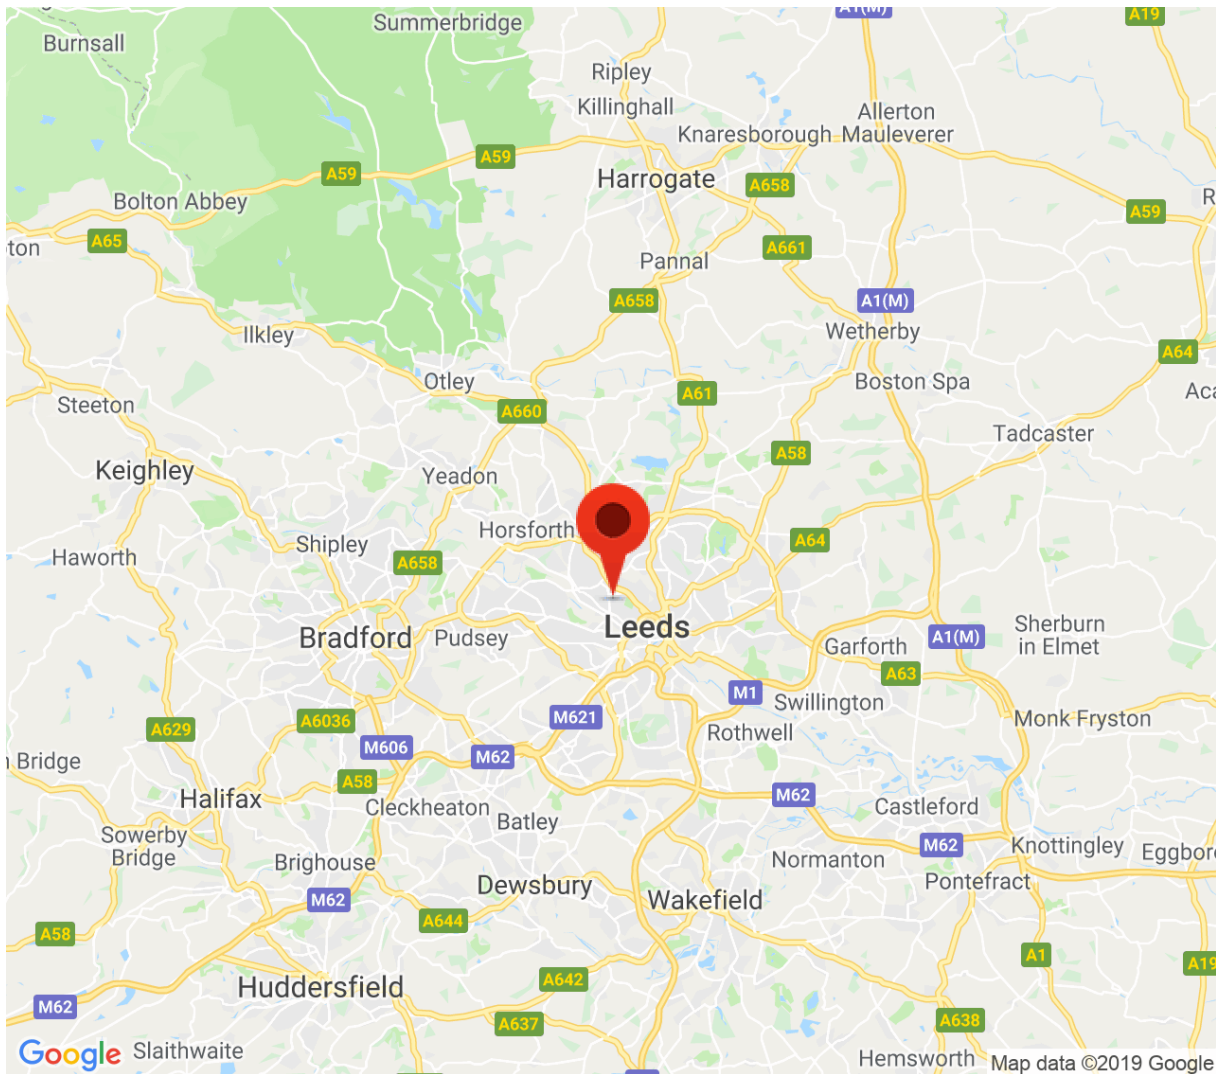 A1(M)
A19
Summerbridge
Burnsall
Ripley
Killinghall
Allerton
Mauleverer
Knaresborough
A59
A59
Harrogate
A658
Bolton Abbey
A59
A65
ton
A661
Pannal
A658
A1(M)
Wetherby
Ilkley
A64
Otley
Boston Spa
A61
Aca
Steeton
A660
Tadcaster
A58
Keighley
Yeadon
Horsforth
A64
Shipley
Haworth
A658
Leeds
Sherburn
in Elmet
Bradford
Pudsey
A1(M)
Garforth
A63
M1
Swillington
M621
A6036
Monk Fryston
A629
Rothwell
M606
M62
n Bridge
A58
M62
Halifax
Cleckheaton
Castleford
Batley
Sowerby
Bridge
M62
Knottingley
Eggboro
Brighouse
Normanton
Dewsbury
Pontefract
M62
Wakefield
A644
A58
A1
A19
A642
Huddersfield
M62
A637
A638
Google
Slaithwaite
Hemsworth
Map data ©2019 Google